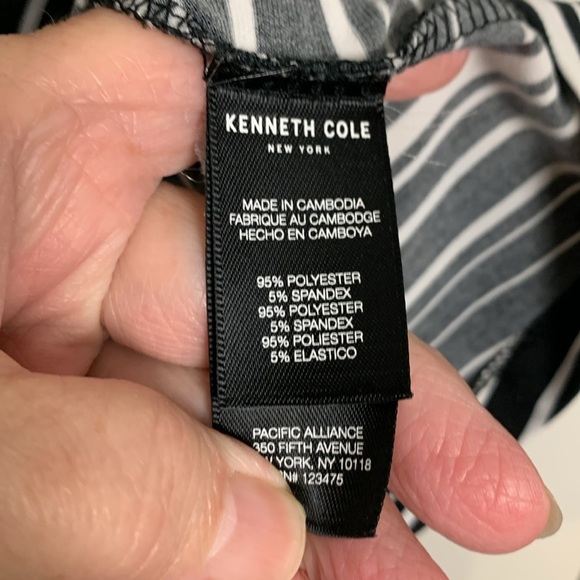 KENNETH COLE
NEW YORK
MADE IN CAMBODIA
FABRIQUE AU CAMBODGE
HECHO EN CAMBOYA
95% POLYESTER
5% SPANDEX
95% POLYESTER
5% SPANDEX
95% POLIESTER
5% ELASTICO
PACIFIC ALLIANCE
350 FIFTH AVENUE
YORK, NY 10118
123475